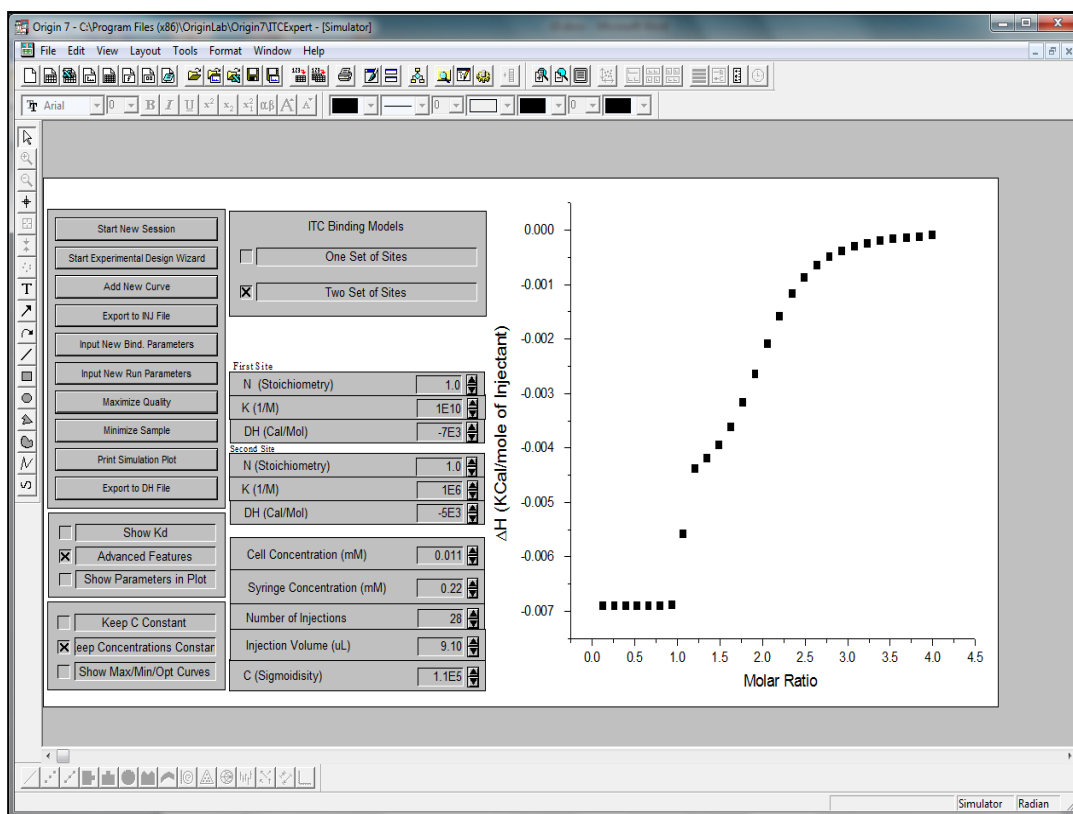 Origin 7 - C:\Program Files (x86)\OriginLab\Origin7\ITCExpert - [Simulator]
File Edit View Layout Tools Format Window Help
Arial 0 B I U x² x₂ x₁² αβ A A 0 0
T
Start New Session
Start Experimental Design Wizard
Add New Curve
Export to INJ File
Input New Bind. Parameters
Input New Run Parameters
Maximize Quality
Minimize Sample
Print Simulation Plot
Export to DH File
Show Kd
Advanced Features
Show Parameters in Plot
Keep C Constant
eep Concentrations Constar
Show Max/Min/Opt Curves
ITC Binding Models
One Set of Sites
Two Set of Sites
First Site
N (Stoichiometry) 1.0
K (1/M) 1E10
DH (Cal/Mol) -7E3
Second Site
N (Stoichiometry) 1.0
K (1/M) 1E6
DH (Cal/Mol) -5E3
Cell Concentration (mM) 0.011
Syringe Concentration (mM) 0.22
Number of Injections 28
Injection Volume (uL) 9.10
C (Sigmoidisity) 1.1E5
ΔH (KCal/mole of Injectant)
0.000
-0.001
-0.002
-0.003
-0.004
-0.005
-0.006
-0.007
0.0 0.5 1.0 1.5 2.0 2.5 3.0 3.5 4.0 4.5
Molar Ratio
Simulator Radian